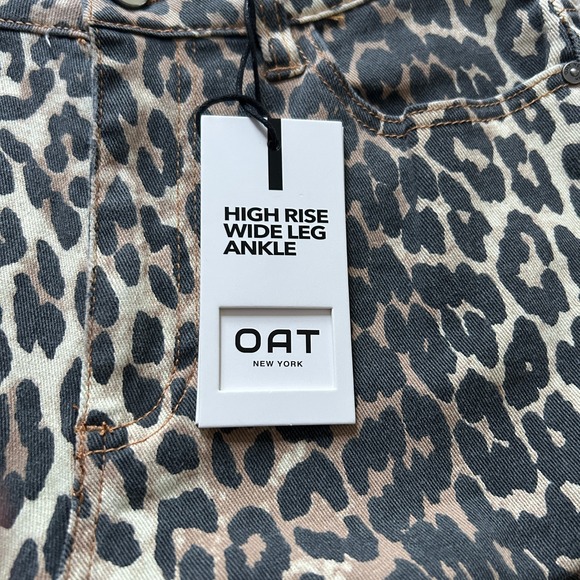 HIGH RISE
WIDE LEG
ANKLE
OAT
NEW YORK